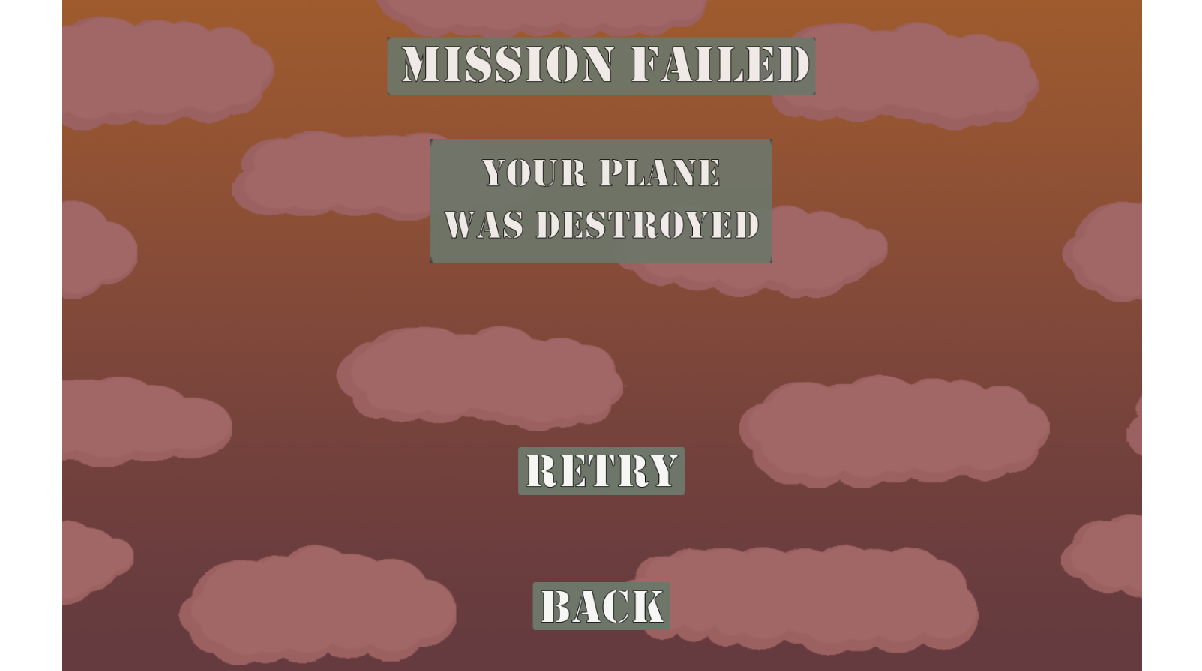 MISSION FAILED
YOUR PLANE
WAS DESTROYED
RETRY
BACK